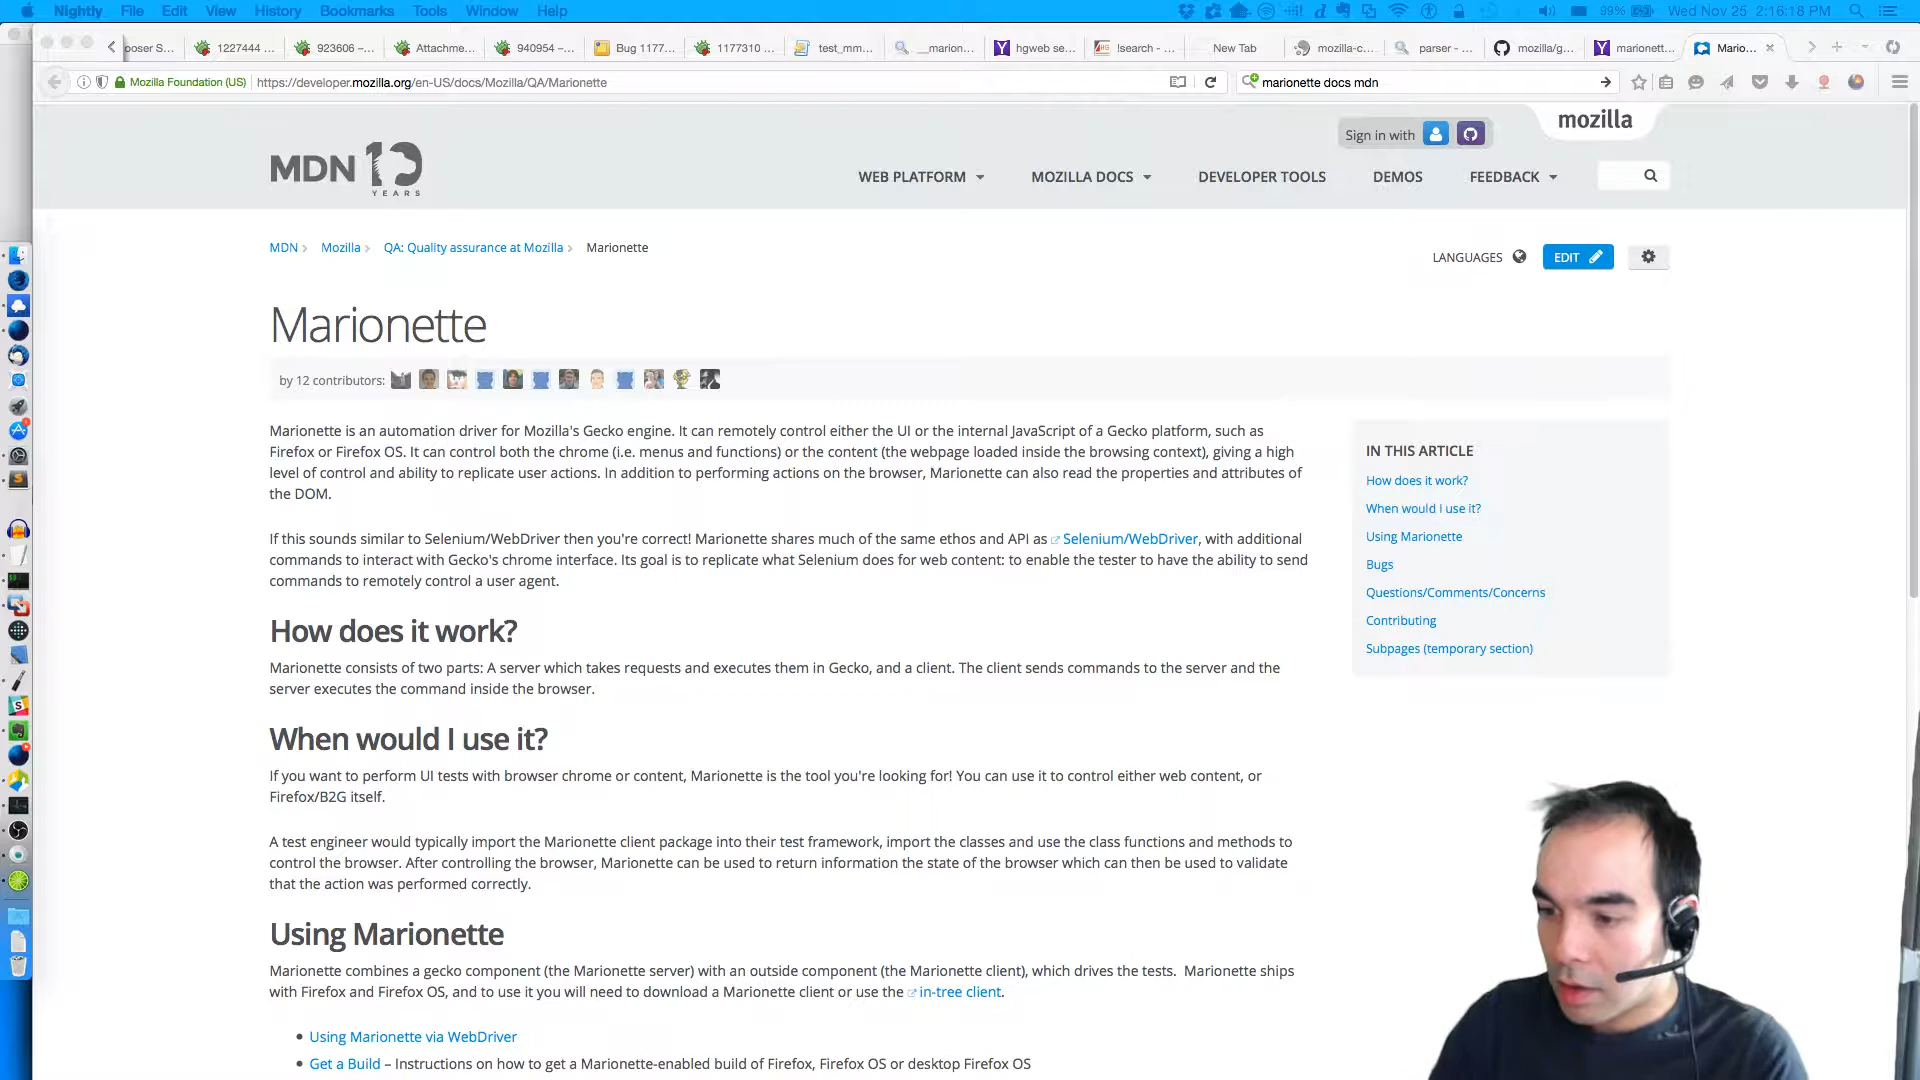 Nightly File Edit View History Bookmarks Tools Window Help 99% Wed Nov 25 2:16:18 PM
poser S... 1227444 ... 923606 –... Attachme... 940954 –... Bug 1177... 1177310 ... test_mm... __marion... hgweb se... !search - ... New Tab mozilla-c... parser - ... mozilla/g... marionett... Mario...
Mozilla Foundation (US) https://developer.mozilla.org/en-US/docs/Mozilla/QA/Marionette marionette docs mdn
mozilla
Sign in with
MDN 10 YEARS
WEB PLATFORM MOZILLA DOCS DEVELOPER TOOLS DEMOS FEEDBACK
MDN Mozilla QA: Quality assurance at Mozilla Marionette
LANGUAGES EDIT
Marionette
by 12 contributors:
Marionette is an automation driver for Mozilla's Gecko engine. It can remotely control either the UI or the internal JavaScript of a Gecko platform, such as
Firefox or Firefox OS. It can control both the chrome (i.e. menus and functions) or the content (the webpage loaded inside the browsing context), giving a high
level of control and ability to replicate user actions. In addition to performing actions on the browser, Marionette can also read the properties and attributes of
the DOM.
If this sounds similar to Selenium/WebDriver then you're correct! Marionette shares much of the same ethos and API as Selenium/WebDriver, with additional
commands to interact with Gecko's chrome interface. Its goal is to replicate what Selenium does for web content: to enable the tester to have the ability to send
commands to remotely control a user agent.
How does it work?
Marionette consists of two parts: A server which takes requests and executes them in Gecko, and a client. The client sends commands to the server and the
server executes the command inside the browser.
When would I use it?
If you want to perform UI tests with browser chrome or content, Marionette is the tool you're looking for! You can use it to control either web content, or
Firefox/B2G itself.
A test engineer would typically import the Marionette client package into their test framework, import the classes and use the class functions and methods to
control the browser. After controlling the browser, Marionette can be used to return information the state of the browser which can then be used to validate
that the action was performed correctly.
Using Marionette
Marionette combines a gecko component (the Marionette server) with an outside component (the Marionette client), which drives the tests. Marionette ships
with Firefox and Firefox OS, and to use it you will need to download a Marionette client or use the in-tree client.
Using Marionette via WebDriver
Get a Build – Instructions on how to get a Marionette-enabled build of Firefox, Firefox OS or desktop Firefox OS
IN THIS ARTICLE
How does it work?
When would I use it?
Using Marionette
Bugs
Questions/Comments/Concerns
Contributing
Subpages (temporary section)